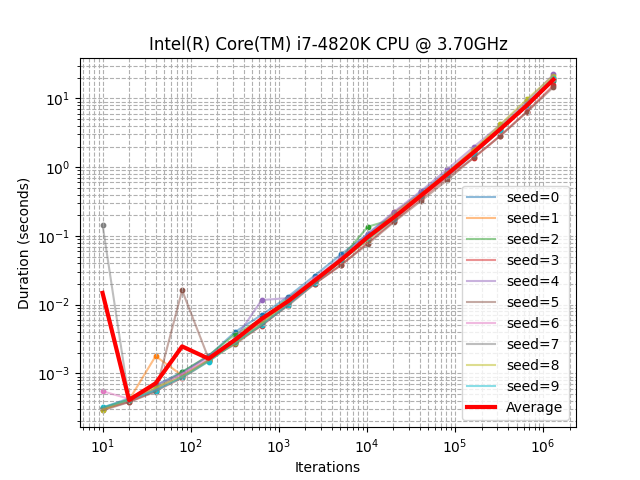 Intel(R) Core(TM) i7-4820K CPU @ 3.70GHz
Duration (seconds)
10¹
10⁰
10⁻¹
10⁻²
10⁻³
seed=0
seed=1
seed=2
seed=3
seed=4
seed=5
seed=6
seed=7
seed=8
seed=9
Average
10¹ 10² 10³ 10⁴ 10⁵ 10⁶
Iterations